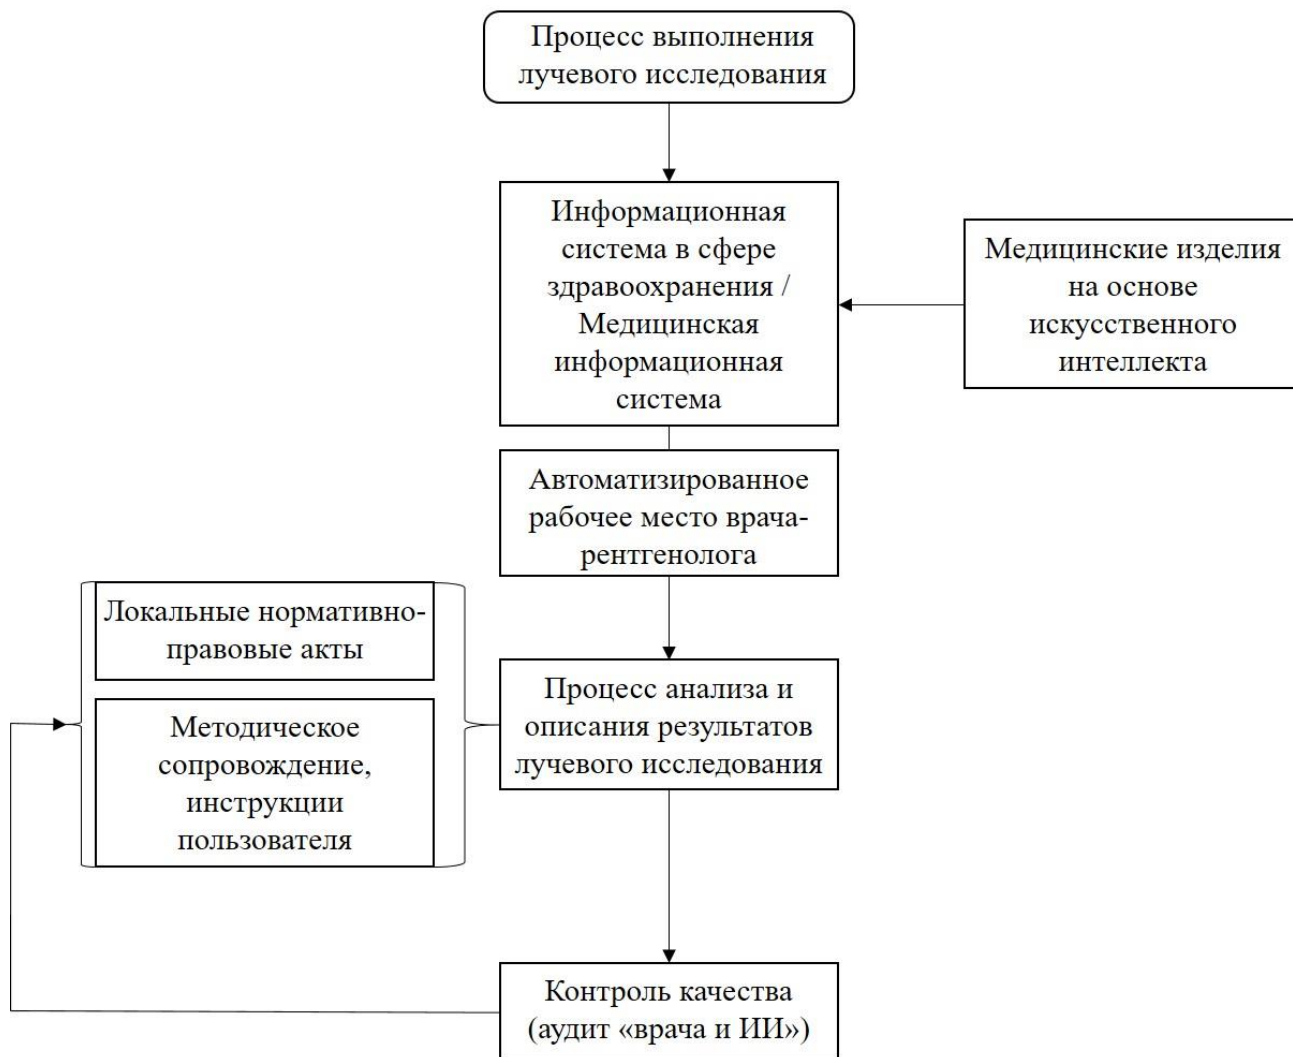 Процесс выполнения
лучевого исследования
Информационная
система в сфере
здравоохранения /
Медицинская
информационная
система
Медицинские изделия
на основе
искусственного
интеллекта
Автоматизированное
рабочее место врача-
рентгенолога
Локальные нормативно-
правовые акты
Методическое
сопровождение,
инструкции
пользователя
Процесс анализа и
описания результатов
лучевого исследования
Контроль качества
(аудит «врача и ИИ»)